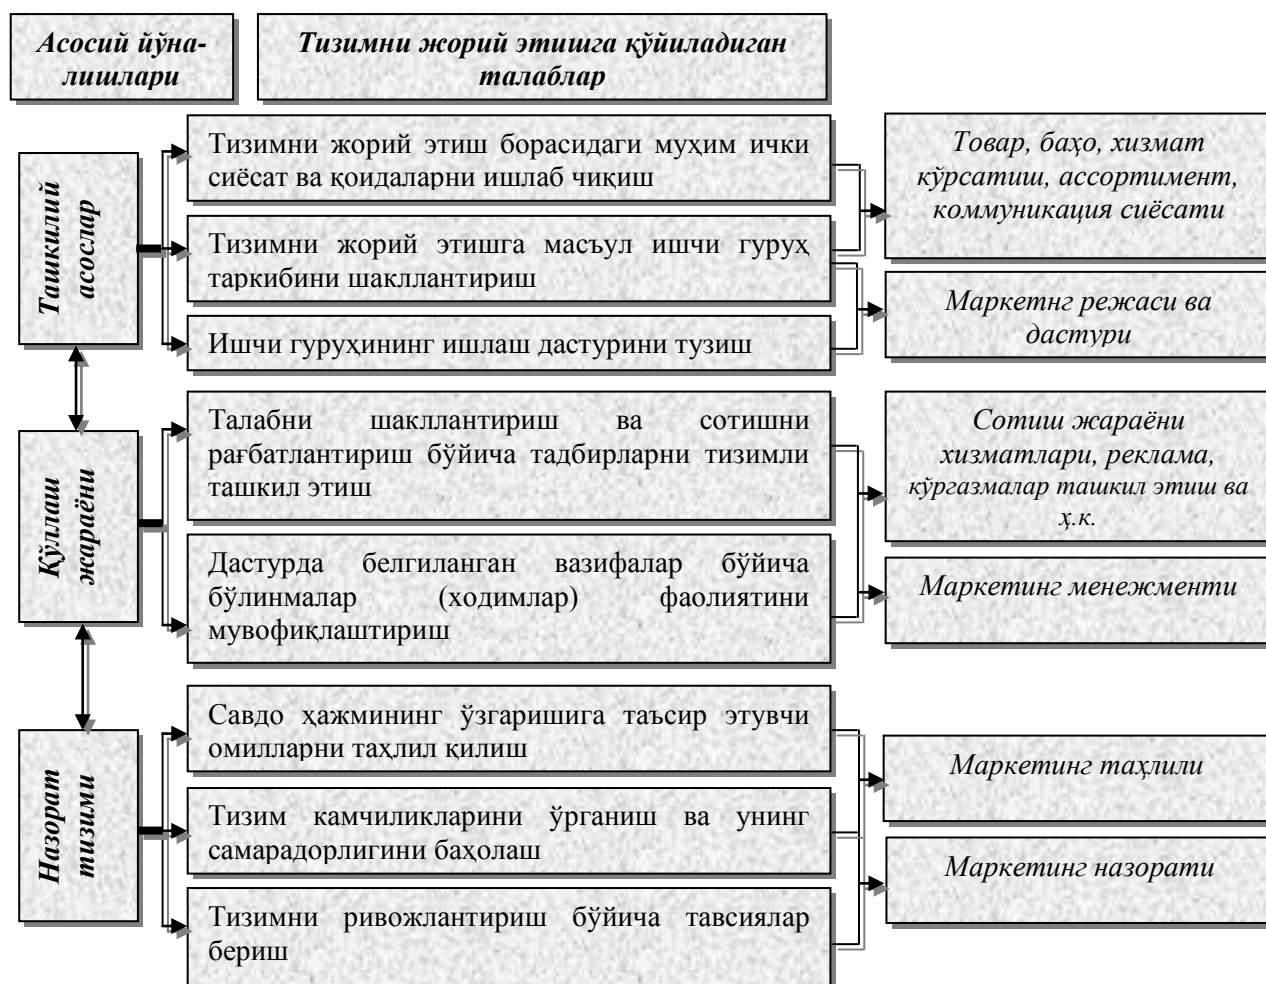 Асосий йўна-
лишлари
Тизимни жорий этишга қўйиладиган
талаблар
Ташкилий
асослар
Тизимни жорий этиш борасидаги муҳим ички
сиёсат ва қоидаларни ишлаб чиқиш
Тизимни жорий этишга масъул ишчи гуруҳ
таркибини шакллантириш
Ишчи гуруҳининг ишлаш дастурини тузиш
Товар, баҳо, хизмат
кўрсатиш, ассортимент,
коммуникация сиёсати
Маркетнг режаси ва
дастури
Қўллаш
жараёни
Талабни шакллантириш ва сотишни
рағбатлантириш бўйича тадбирларни тизимли
ташкил этиш
Дастурда белгиланган вазифалар бўйича
бўлинмалар (ходимлар) фаолиятини
мувофиқлаштириш
Сотиш жараёни
хизматлари, реклама,
кўргазмалар ташкил этиш ва
ҳ.к.
Маркетинг менежменти
Назорат
тизими
Савдо ҳажмининг ўзгаришига таъсир этувчи
омилларни таҳлил қилиш
Тизим камчиликларини ўрганиш ва унинг
самарадорлигини баҳолаш
Тизимни ривожлантириш бўйича тавсиялар
бериш
Маркетинг таҳлили
Маркетинг назорати